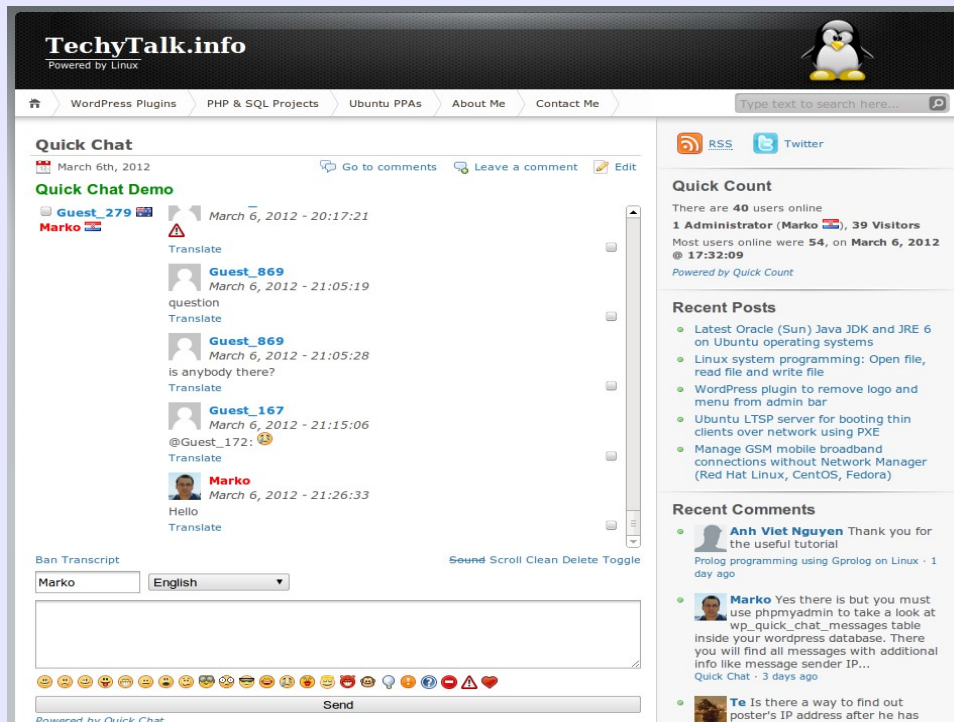 TechyTalk.info
Powered by Linux
WordPress Plugins
PHP & SQL Projects
Ubuntu PPAs
About Me
Contact Me
Type text to search here...
Quick Chat
March 6th, 2012
Go to comments
Leave a comment
Edit
Quick Chat Demo
Guest_279
Marko
March 6, 2012 - 20:17:21
Translate
Guest_869
March 6, 2012 - 21:05:19
question
Translate
Guest_869
March 6, 2012 - 21:05:28
is anybody there?
Translate
Guest_167
March 6, 2012 - 21:15:06
@Guest_172:
Translate
Marko
March 6, 2012 - 21:26:33
Hello
Translate
Ban Transcript
Sound Scroll Clean Delete Toggle
Marko
English
Send
Powered by Quick Chat
RSS
Twitter
Quick Count
There are 40 users online
1 Administrator (Marko ), 39 Visitors
Most users online were 54, on March 6, 2012
@ 17:32:09
Powered by Quick Count
Recent Posts
Latest Oracle (Sun) Java JDK and JRE 6
on Ubuntu operating systems
Linux system programming: Open file,
read file and write file
WordPress plugin to remove logo and
menu from admin bar
Ubuntu LTSP server for booting thin
clients over network using PXE
Manage GSM mobile broadband
connections without Network Manager
(Red Hat Linux, CentOS, Fedora)
Recent Comments
Anh Viet Nguyen Thank you for
the useful tutorial
Prolog programming using Gprolog on Linux · 1
day ago
Marko Yes there is but you must
use phpmyadmin to take a look at
wp_quick_chat_messages table
inside your wordpress database. There
you will find all messages with additional
info like message sender IP...
Quick Chat · 3 days ago
Te Is there a way to find out
poster's IP address after he has